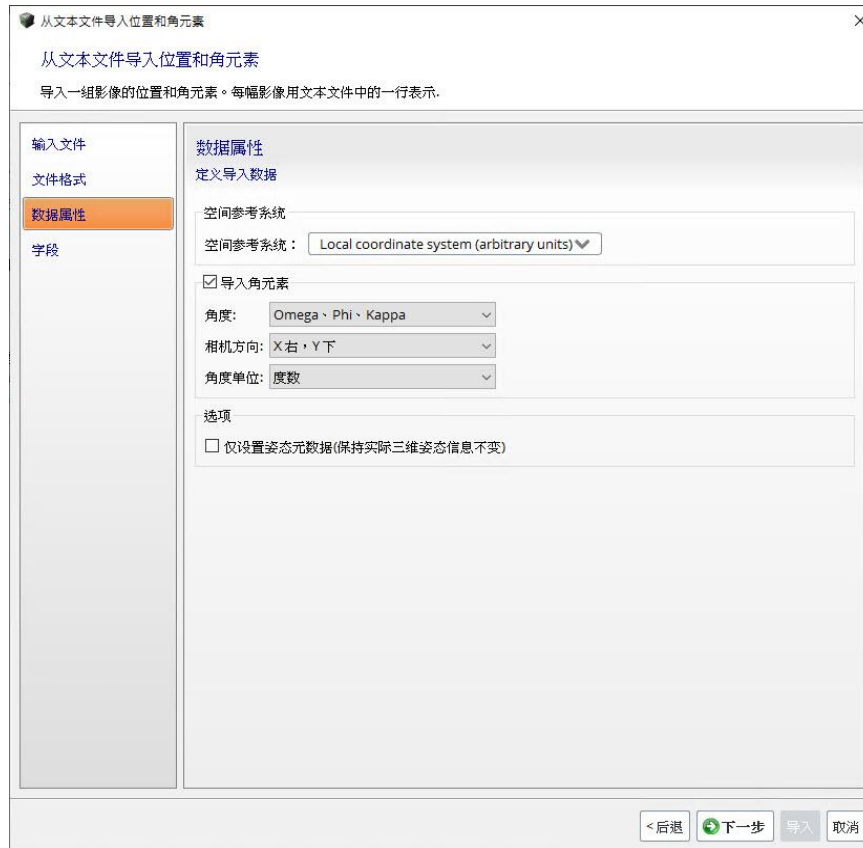 从文本文件导入位置和角元素
从文本文件导入位置和角元素
导入一组影像的位置和角元素。每幅影像用文本文件中的一行表示.
输入文件
文件格式
数据属性
字段
数据属性
定义导入数据
空间参考系统
空间参考系统： Local coordinate system (arbitrary units)
导入角元素
角度: Omega、Phi、Kappa
相机方向: X右，Y下
角度单位: 度数
选项
仅设置姿态元数据(保持实际三维姿态信息不变)
<后退 下一步 导入 取消